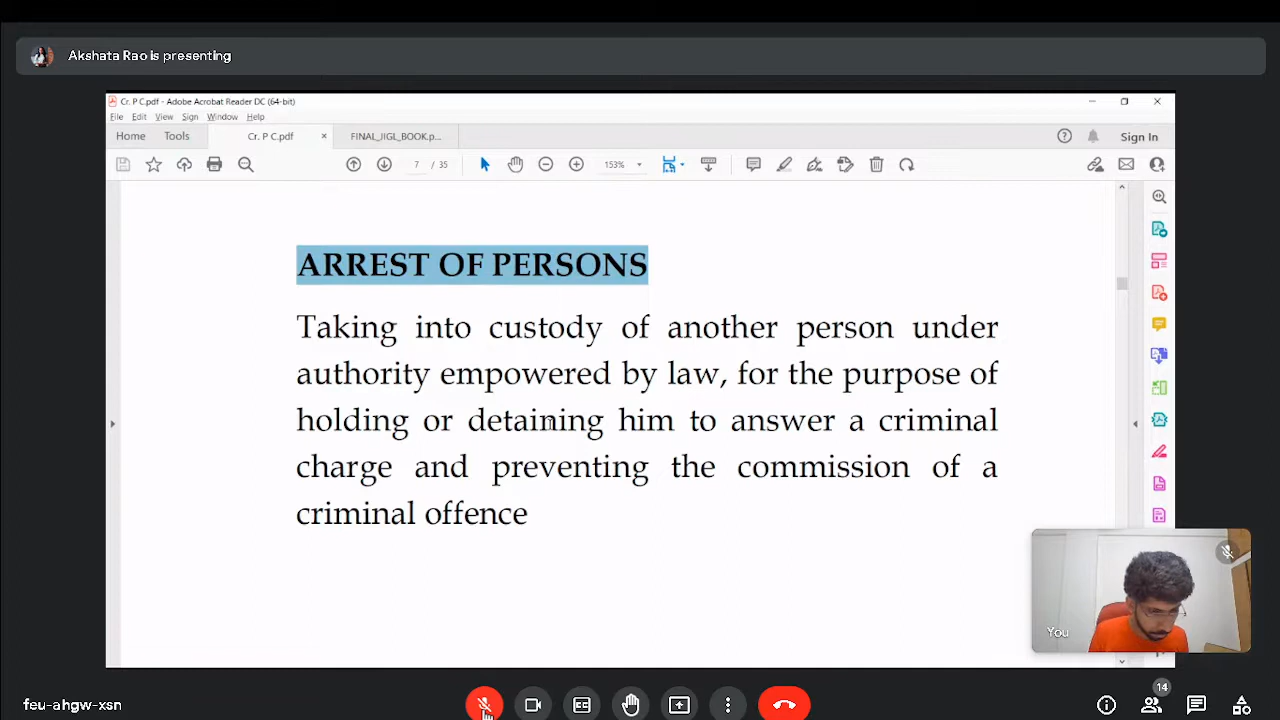 Akshata Rao is presenting
Cr. P C.pdf - Adobe Acrobat Reader DC (64-bit)
File Edit View Sign Window Help
Home Tools Cr. P C.pdf × FINAL_JIGL_BOOK.p... Sign In
7 / 35 153%
ARREST OF PERSONS
Taking into custody of another person under
authority empowered by law, for the purpose of
holding or detaining him to answer a criminal
charge and preventing the commission of a
criminal offence
You
14
feu-ahgw-xsn